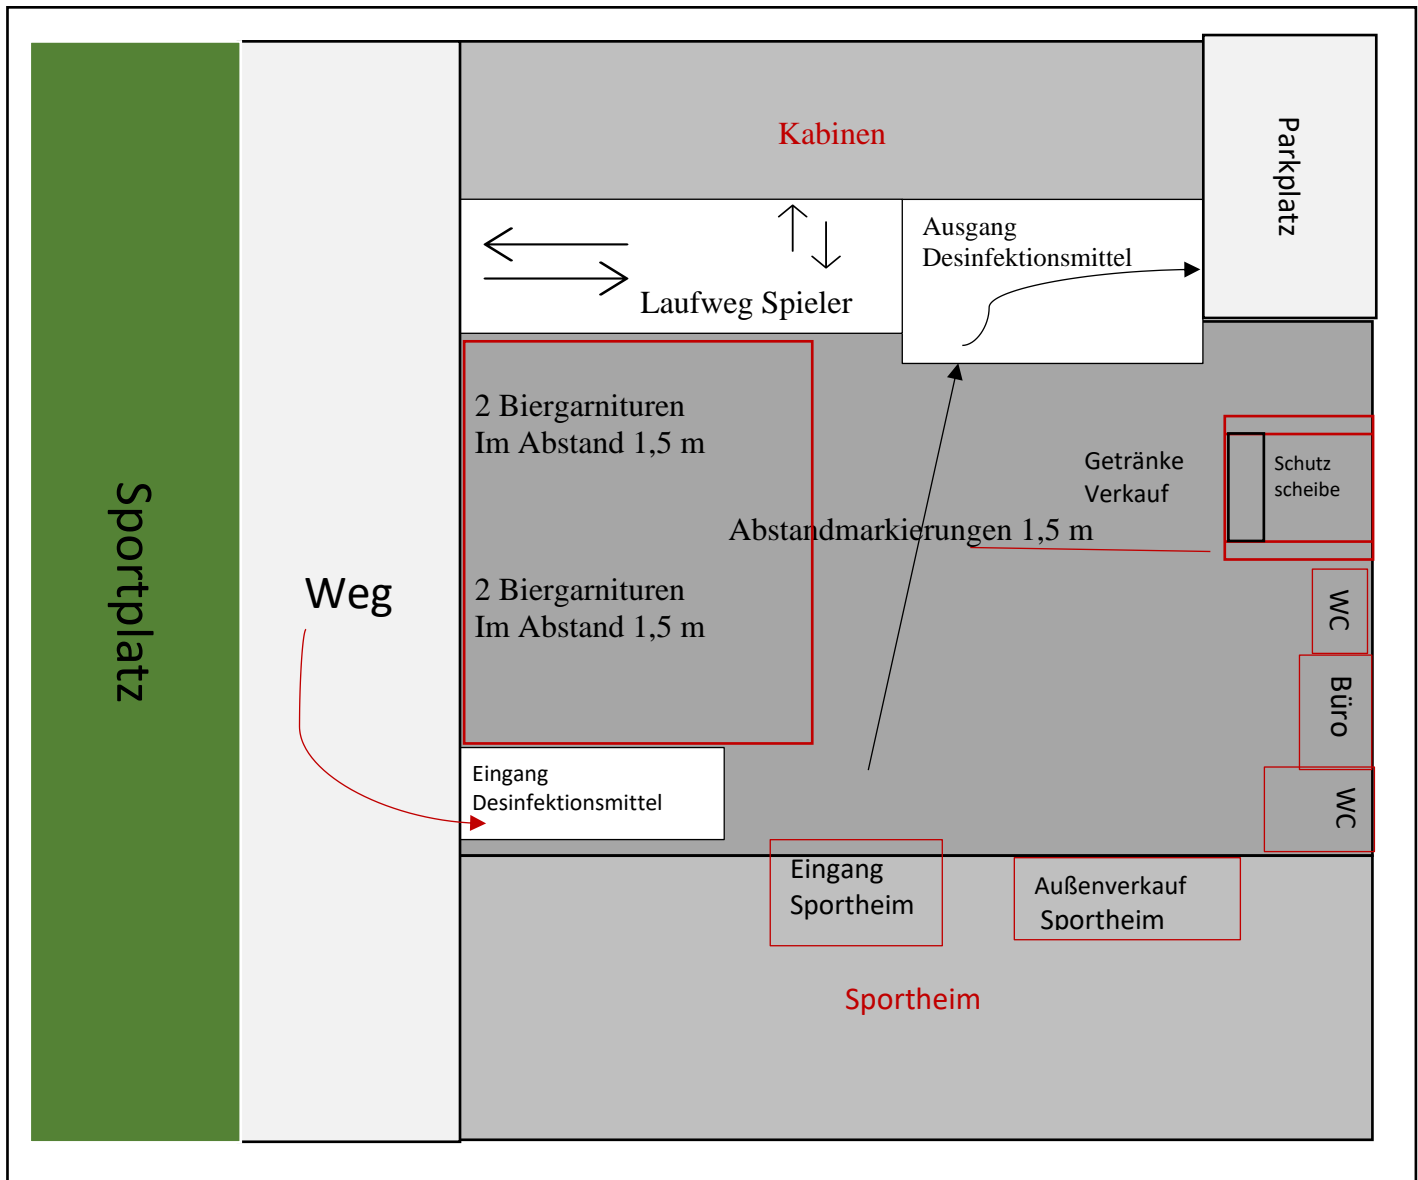 Kabinen
Parkplatz
Ausgang
Desinfektionsmittel
Laufweg Spieler
2 Biergarnituren
Im Abstand 1,5 m
Getränke
Verkauf
Schutz
scheibe
Abstandmarkierungen 1,5 m
Sportplatz
Weg
2 Biergarnituren
Im Abstand 1,5 m
WC
Büro
WC
Eingang
Desinfektionsmittel
Eingang
Sportheim
Außenverkauf
Sportheim
Sportheim